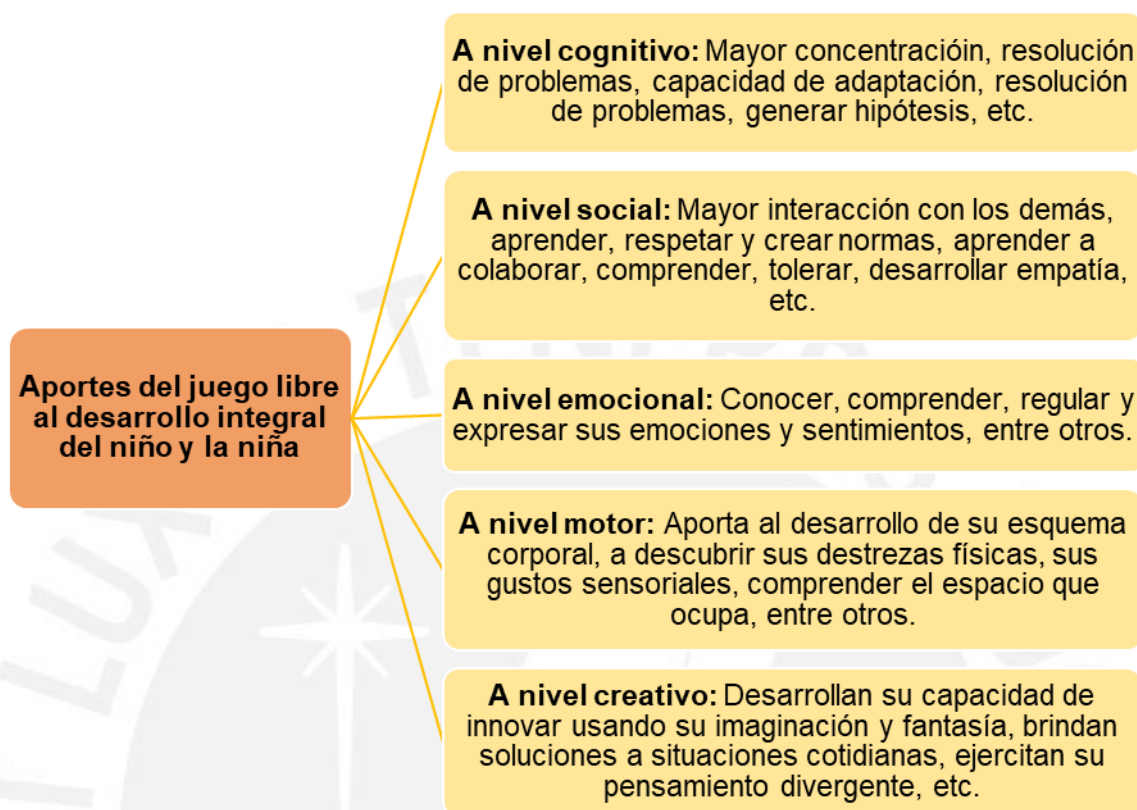 A nivel cognitivo: Mayor concentracióin, resolución
de problemas, capacidad de adaptación, resolución
de problemas, generar hipótesis, etc.
A nivel social: Mayor interacción con los demás,
aprender, respetar y crear normas, aprender a
colaborar, comprender, tolerar, desarrollar empatía,
etc.
Aportes del juego libre
al desarrollo integral
del niño y la niña
A nivel emocional: Conocer, comprender, regular y
expresar sus emociones y sentimientos, entre otros.
A nivel motor: Aporta al desarrollo de su esquema
corporal, a descubrir sus destrezas físicas, sus
gustos sensoriales, comprender el espacio que
ocupa, entre otros.
A nivel creativo: Desarrollan su capacidad de
innovar usando su imaginación y fantasía, brindan
soluciones a situaciones cotidianas, ejercitan su
pensamiento divergente, etc.
LUX